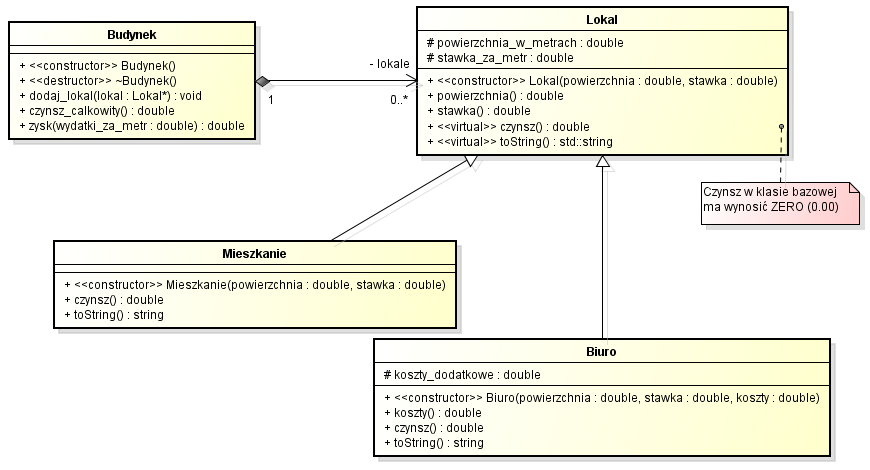 Budynek
+ <<constructor>> Budynek()
+ <<destructor>> ~Budynek()
+ dodaj_lokal(lokal : Lokal*) : void
+ czynsz_calkowity() : double
+ zysk(wydatki_za_metr : double) : double
- lokale
1
0..*
Lokal
# powierzchnia_w_metrach : double
# stawka_za_metr : double
+ <<constructor>> Lokal(powierzchnia : double, stawka : double)
+ powierzchnia() : double
+ stawka() : double
+ <<virtual>> czynsz() : double
+ <<virtual>> toString() : std::string
Czynsz w klasie bazowej
ma wynosić ZERO (0.00)
Mieszkanie
+ <<constructor>> Mieszkanie(powierzchnia : double, stawka : double)
+ czynsz() : double
+ toString() : string
Biuro
# koszty_dodatkowe : double
+ <<constructor>> Biuro(powierzchnia : double, stawka : double, koszty : double)
+ koszty() : double
+ czynsz() : double
+ toString() : string